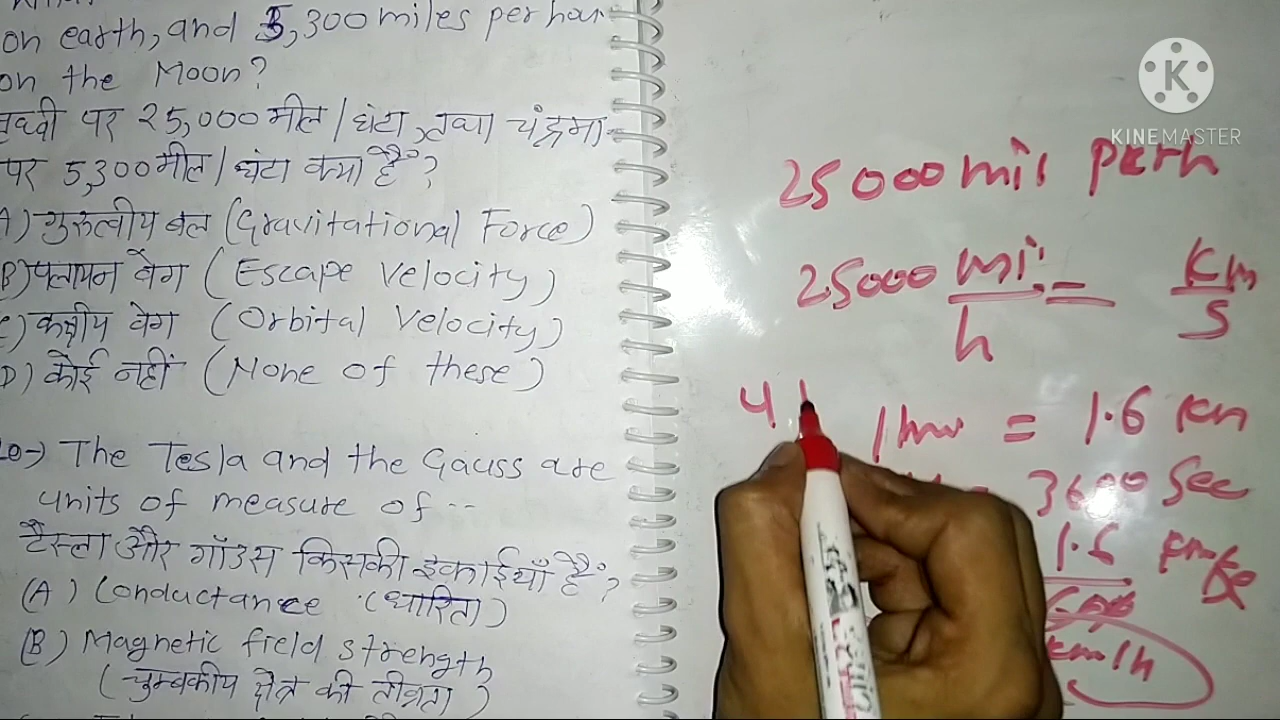 on earth, and 5,300 miles per hour
on the Moon?
पृथ्वी पर 25,000 मील / घंटा, तथा चंद्रमा
पर 5,300 मील / घंटा क्या है?
A) गुरुत्वीय बल (Gravitational Force)
B) पलायन वेग (Escape Velocity)
C) कक्षीय वेग (Orbital Velocity)
D) कोई नहीं (None of these)
The Tesla and the Gauss are
units of measure of --
टैस्ला और गॉउस किसकी इकाईयाँ हैं?
(A) Conductance (धारिता)
(B) Magnetic field strength
(चुम्बकीय क्षेत्र की तीव्रता)
KINEMASTER
25000 mil perh
25000 mi/h = km/s
4
= 1.6 km
3600 Sec
1.6 km
km/h